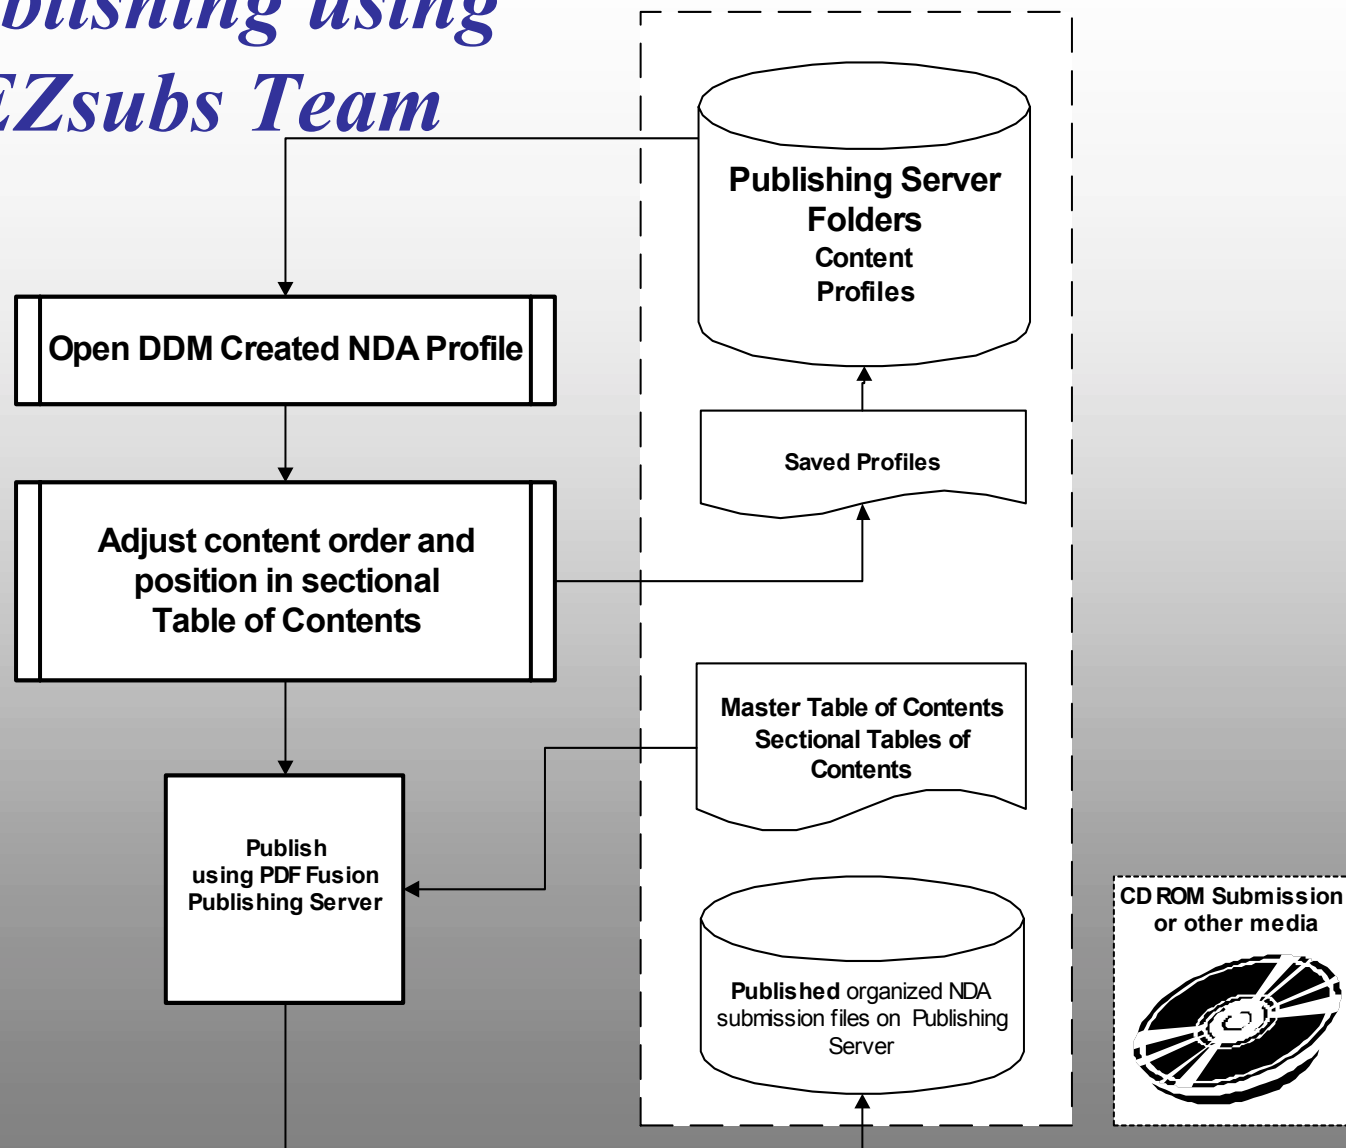 blishing using
EZsubs Team
Publishing Server
Folders
Content
Profiles
Open DDM Created NDA Profile
Saved Profiles
Adjust content order and
position in sectional
Table of Contents
Master Table of Contents
Sectional Tables of
Contents
Publish
using PDF Fusion
Publishing Server
CD ROM Submission
or other media
Published organized NDA
submission files on Publishing
Server